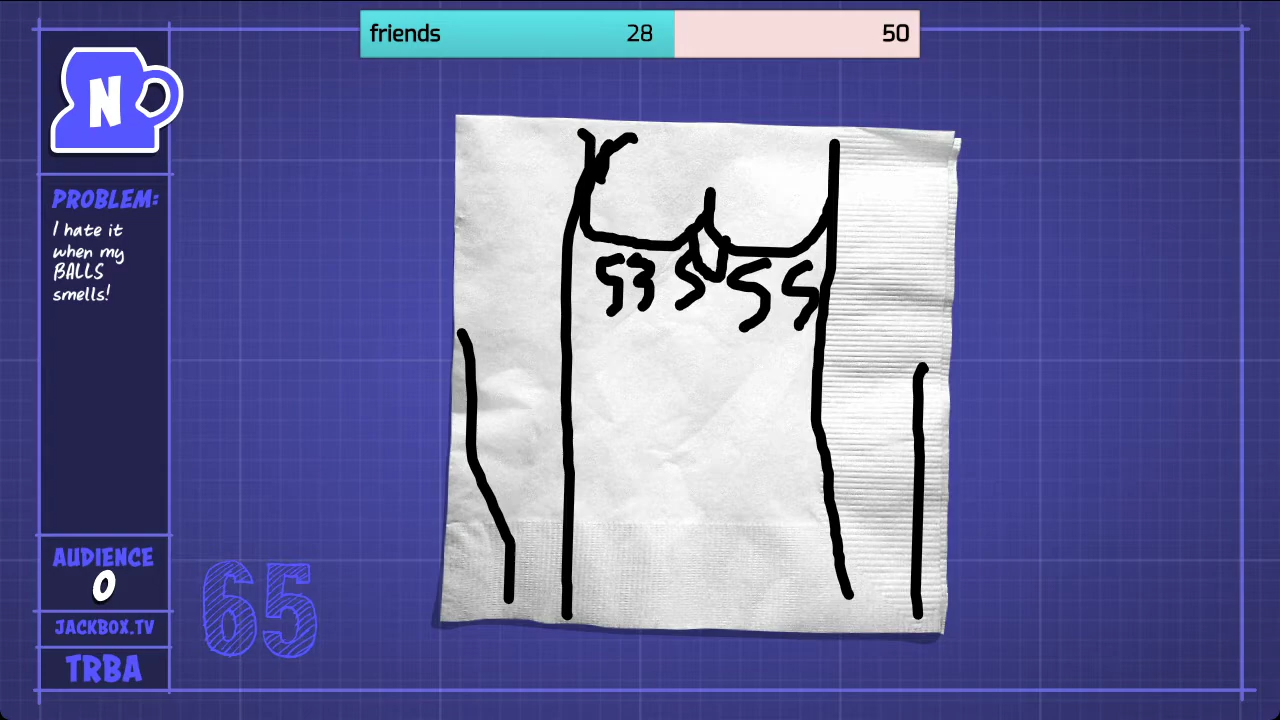 friends 28 50
N
PROBLEM:
I hate it
when my
BALLS
smells!
AUDIENCE
0
JACKBOX.TV
TRBA
65